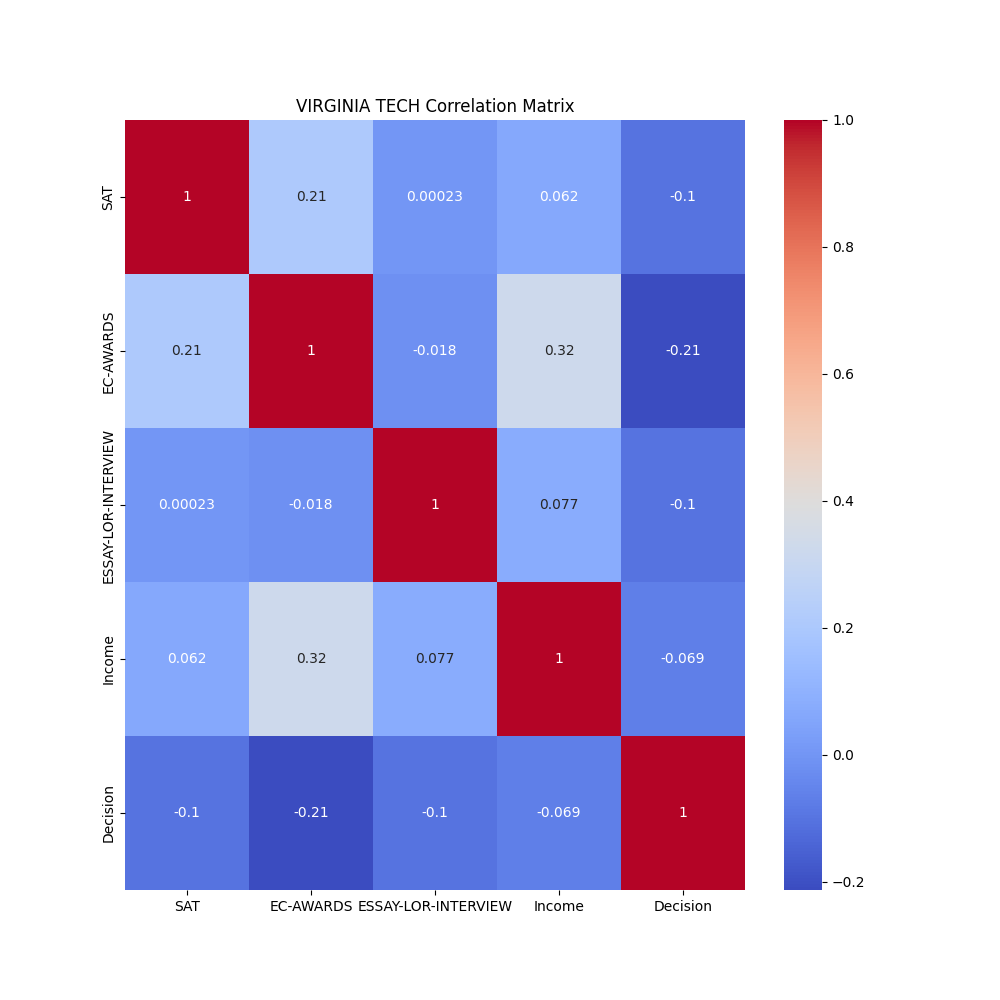 VIRGINIA TECH Correlation Matrix
SAT
1
0.21
0.00023
0.062
-0.1
EC-AWARDS
0.21
1
-0.018
0.32
-0.21
ESSAY-LOR-INTERVIEW
0.00023
-0.018
1
0.077
-0.1
Income
0.062
0.32
0.077
1
-0.069
Decision
-0.1
-0.21
-0.1
-0.069
1
SAT
EC-AWARDS
ESSAY-LOR-INTERVIEW
Income
Decision
1.0
0.8
0.6
0.4
0.2
0.0
−0.2